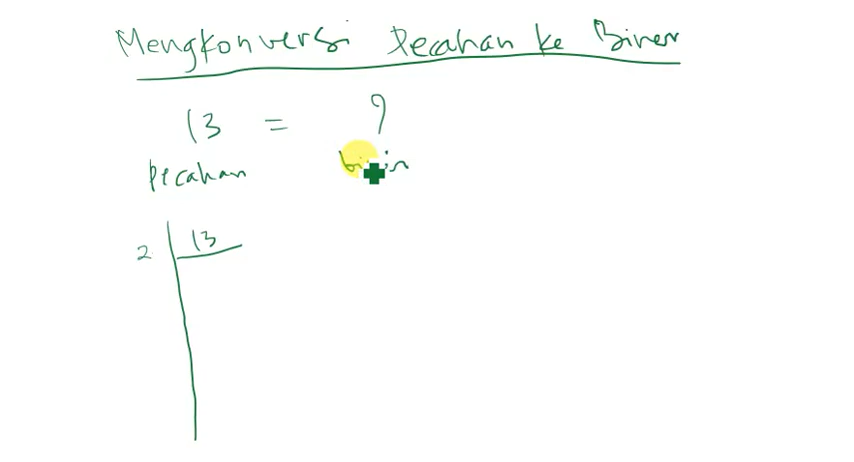 Mengkonversi Pecahan ke Biner
13 = ?
Pecahan
2 13